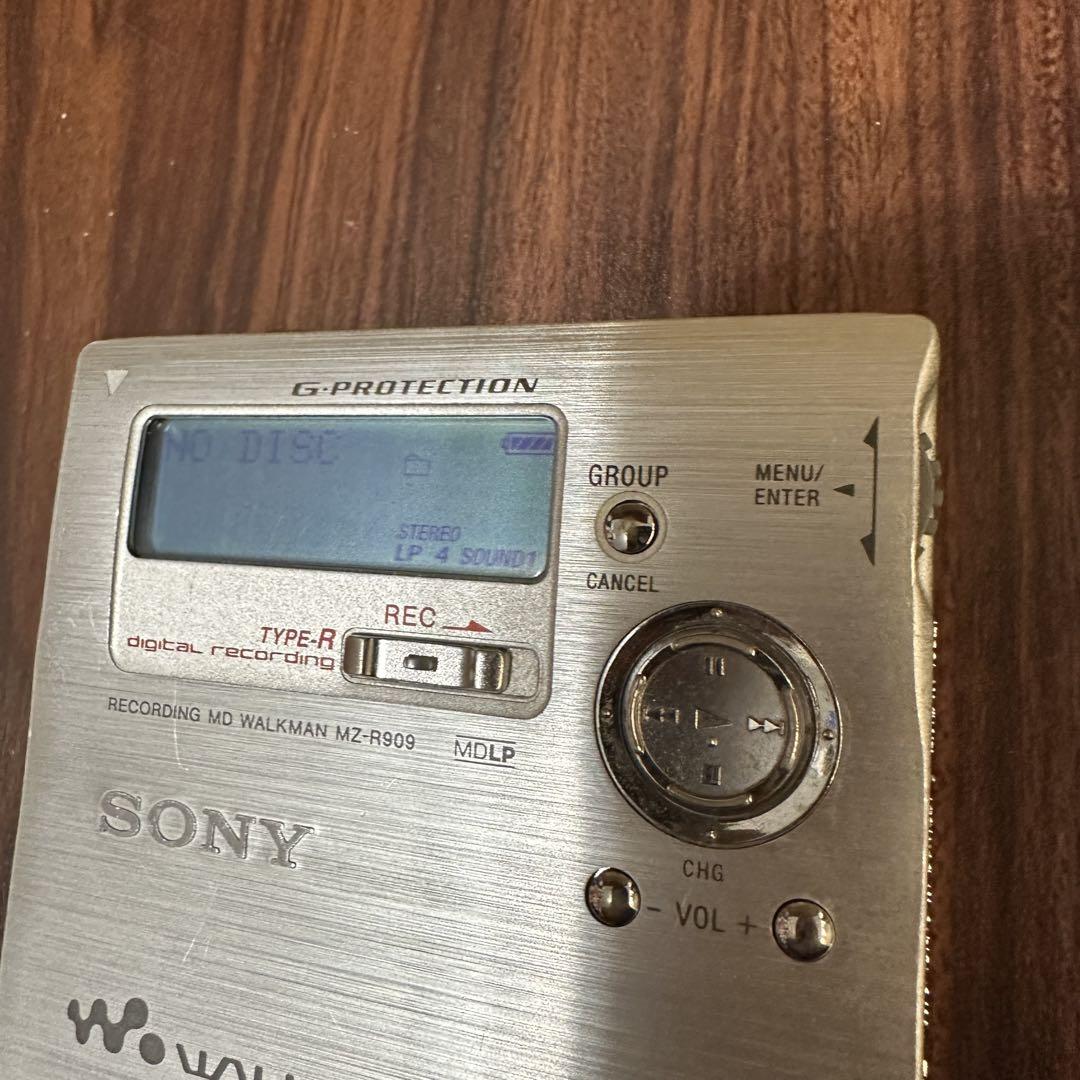 G-PROTECTION
NO DISC
STEREO
LP 4 SOUND1
GROUP
CANCEL
MENU/
ENTER
REC
TYPE-R
digital recording
RECORDING MD WALKMAN MZ-R909
MDLP
SONY
CHG
- VOL +